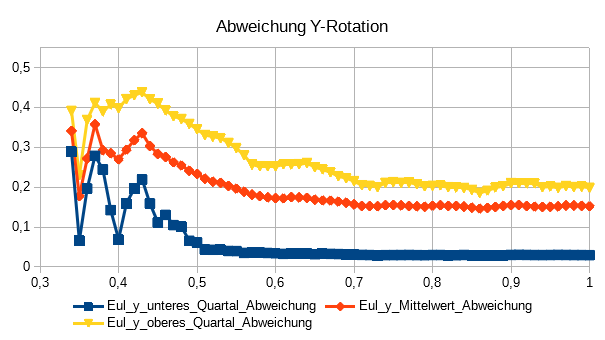 Abweichung Y-Rotation
0,5
0,4
0,3
0,2
0,1
0
0,3 0,4 0,5 0,6 0,7 0,8 0,9 1
Eul_y_unteres_Quartal_Abweichung Eul_y_Mittelwert_Abweichung
Eul_y_oberes_Quartal_Abweichung